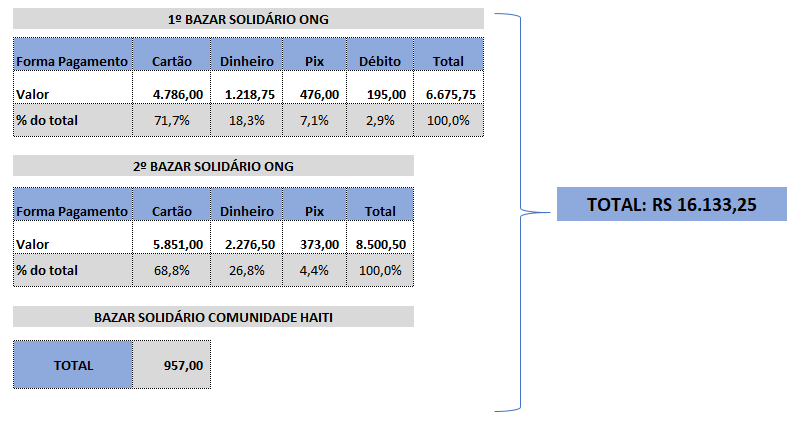 1º BAZAR SOLIDÁRIO ONG
Forma Pagamento Cartão Dinheiro Pix Débito Total
Valor 4.786,00 1.218,75 476,00 195,00 6.675,75
% do total 71,7% 18,3% 7,1% 2,9% 100,0%
2º BAZAR SOLIDÁRIO ONG
Forma Pagamento Cartão Dinheiro Pix Total
Valor 5.851,00 2.276,50 373,00 8.500,50
% do total 68,8% 26,8% 4,4% 100,0%
TOTAL: RS 16.133,25
BAZAR SOLIDÁRIO COMUNIDADE HAITI
TOTAL 957,00